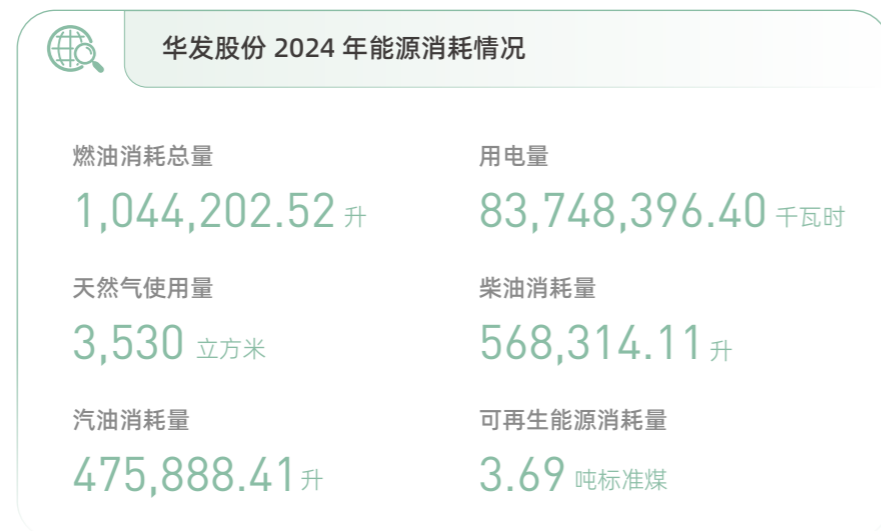 华发股份 2024 年能源消耗情况
燃油消耗总量
1,044,202.52 升
用电量
83,748,396.40 千瓦时
天然气使用量
3,530 立方米
柴油消耗量
568,314.11 升
汽油消耗量
475,888.41 升
可再生能源消耗量
3.69 吨标准煤